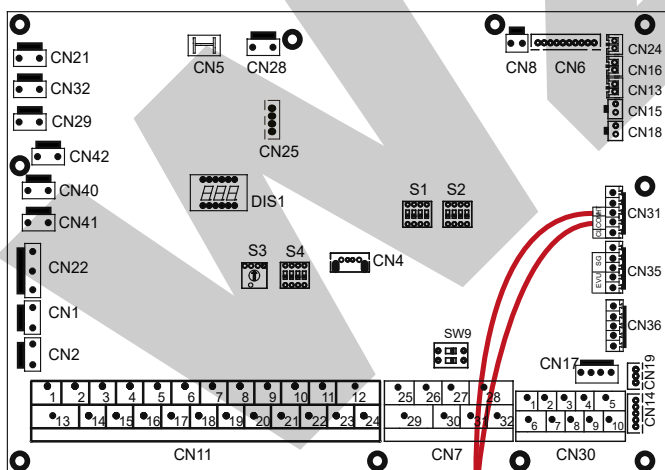 CN21
CN5
CN28
CN8
CN6
CN24
CN16
CN13
CN15
CN18
CN32
CN29
CN25
CN42
CN40
CN41
DIS1
S1 S2
CN31
CN22
S3 S4
CN4
SG
EVU
CN35
CN1
CN36
SW9
CN2
CN17
CN19
CN14
1 2 3 4 5 6 7 8 9 10 11 12
13 14 15 16 17 18 19 20 21 22 23 24
25 26 27 28
29 30 31 32
1 2 3 4 5
6 7 8 9 10
CN11
CN7
CN30